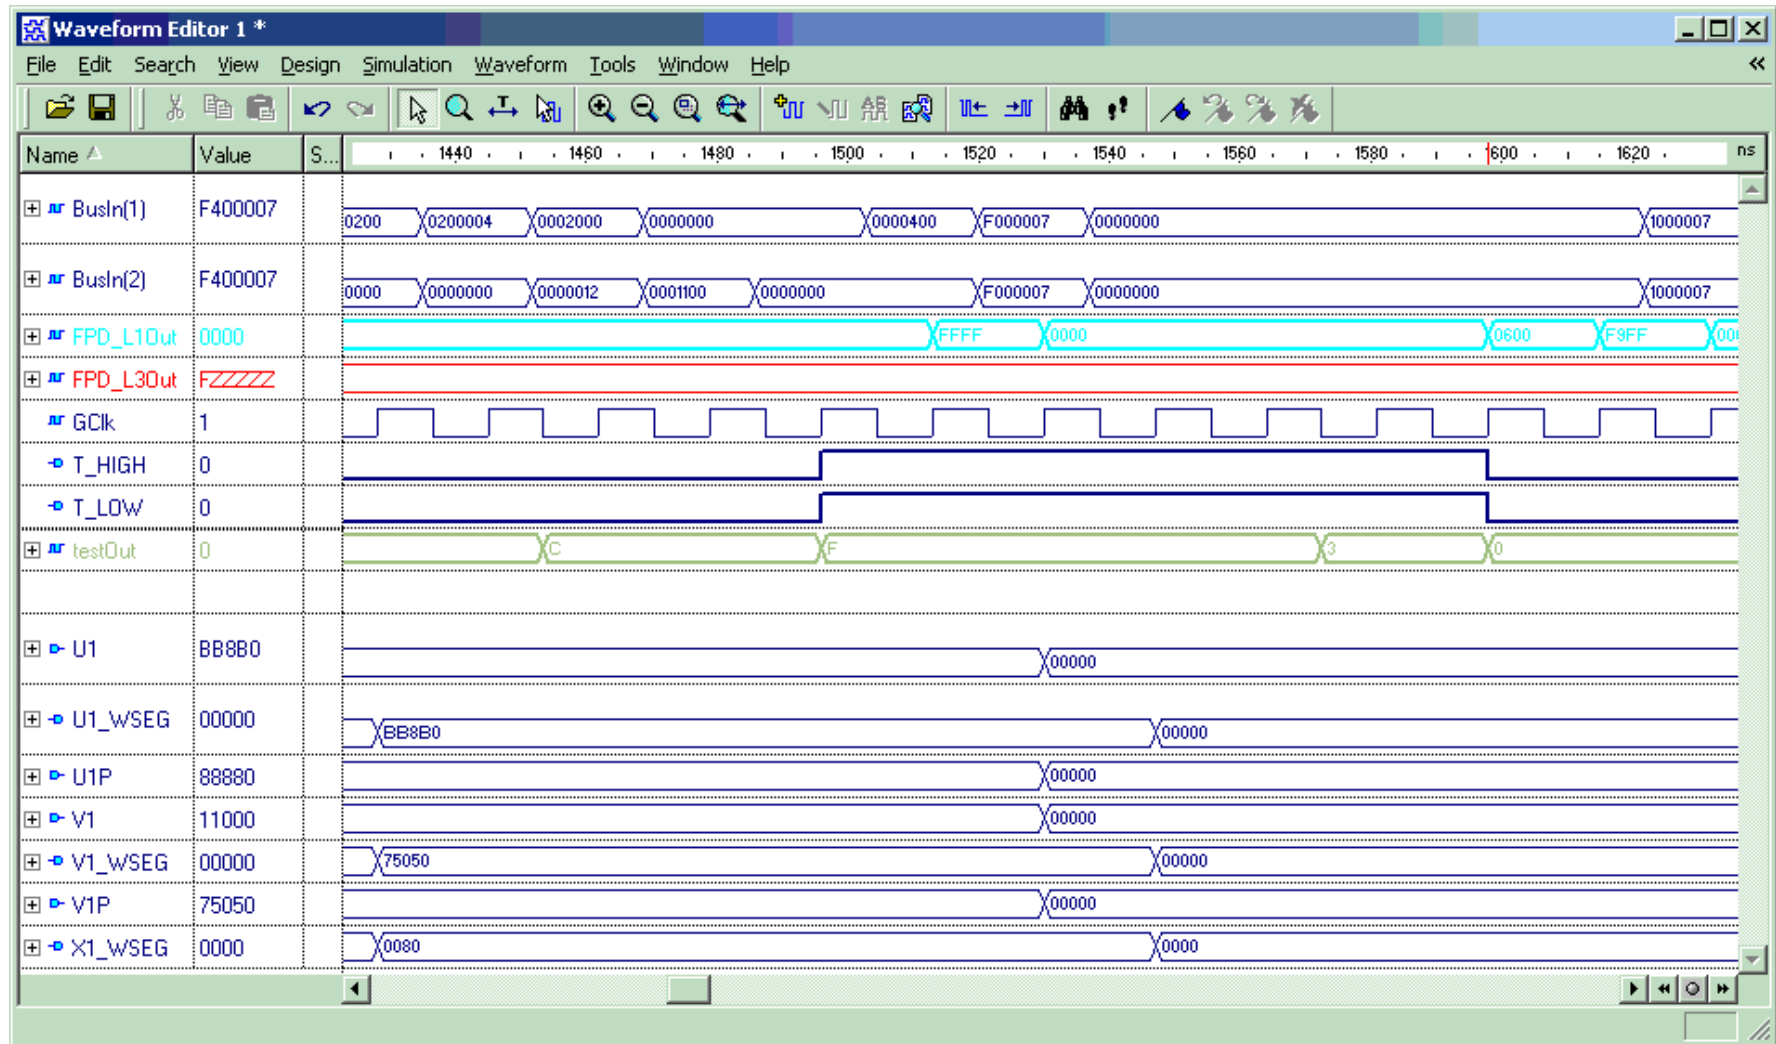 Waveform Editor 1 *
File Edit Search View Design Simulation Waveform Tools Window Help
Name Value S... 1440 1460 1480 1500 1520 1540 1560 1580 1600 1620 ns
BusIn(1) F400007 0200 0200004 0002000 0000000 0000400 F000007 0000000 1000007
BusIn(2) F400007 0000 0000000 0000012 0001100 0000000 F000007 0000000 1000007
FPD_L1Out 0000 FFFF 0000 0600 F9FF 00
FPD_L3Out FZZZZZ
GClk 1
T_HIGH 0
T_LOW 0
testOut 0 C F 3 0
U1 BB8B0 00000
U1_WSEG 00000 BB8B0 00000
U1P 88880 00000
V1 11000 00000
V1_WSEG 00000 75050 00000
V1P 75050 00000
X1_WSEG 0000 0080 0000